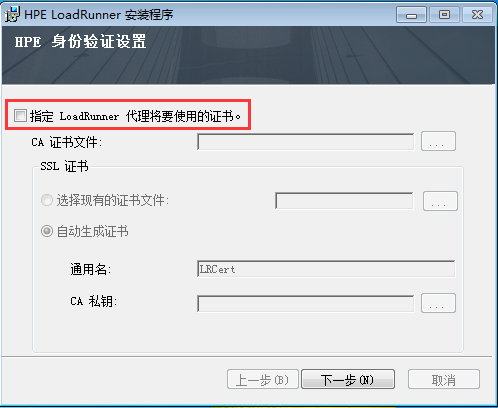 HPE LoadRunner 安装程序
HPE 身份验证设置
指定 LoadRunner 代理将要使用的证书。
CA 证书文件:
...
SSL 证书
选择现有的证书文件:
...
自动生成证书
通用名:
LRCert
CA 私钥:
...
上一步(B)
下一步(N)
取消